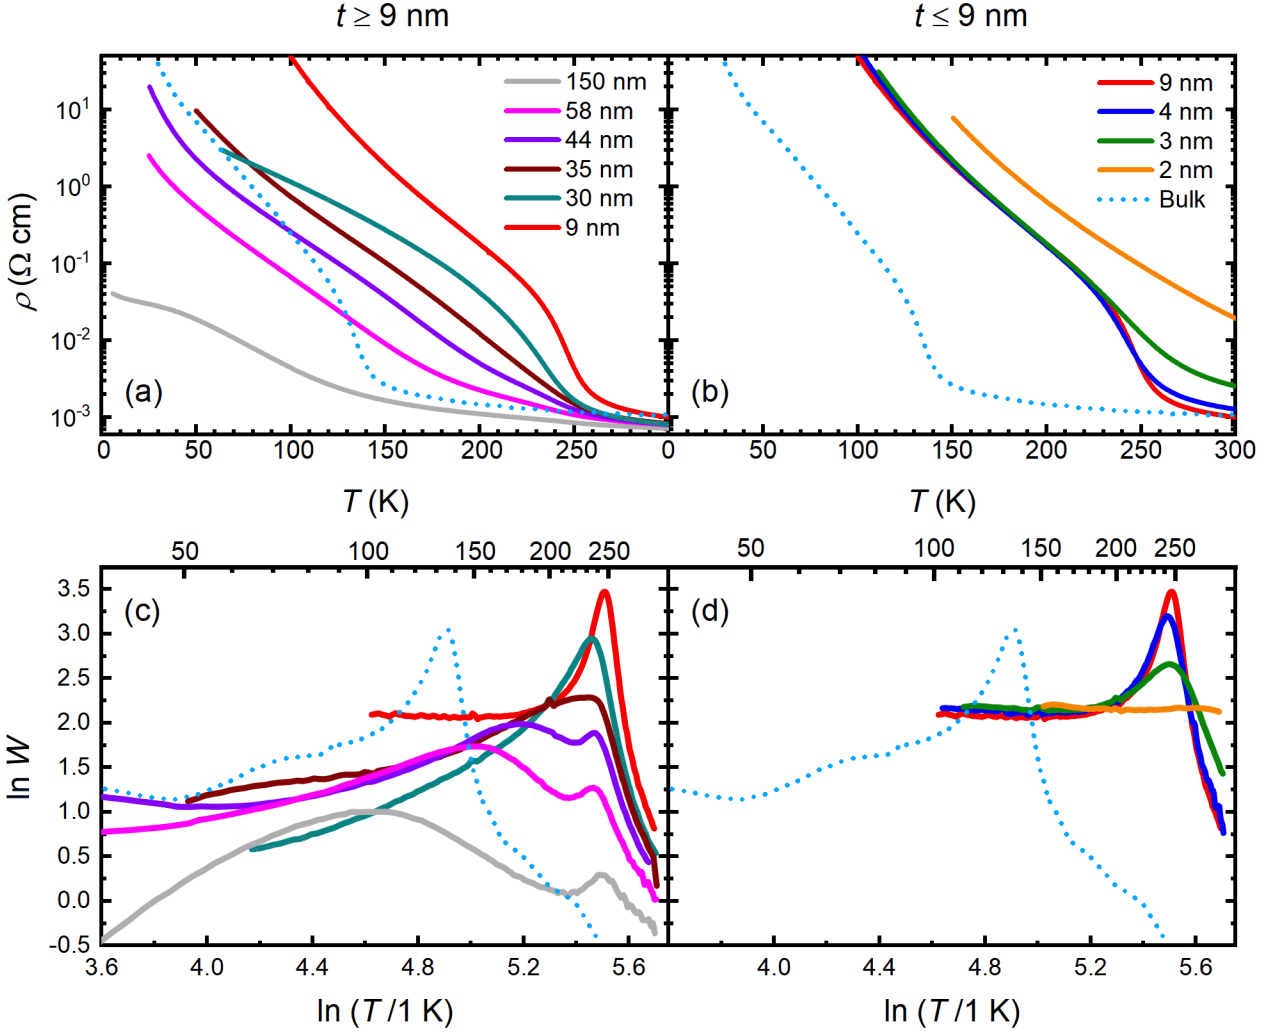 t ≥ 9 nm
t ≤ 9 nm
ρ (Ω cm)
10¹
10⁰
10⁻¹
10⁻²
10⁻³
150 nm
58 nm
44 nm
35 nm
30 nm
9 nm
(a)
9 nm
4 nm
3 nm
2 nm
Bulk
(b)
0 50 100 150 200 250 0 50 100 150 200 250 300
T (K)
T (K)
50 100 150 200 250
50 100 150 200 250
ln W
3.5
3.0
2.5
2.0
1.5
1.0
0.5
0.0
-0.5
(c)
(d)
3.6 4.0 4.4 4.8 5.2 5.6
4.0 4.4 4.8 5.2 5.6
ln (T /1 K)
ln (T /1 K)